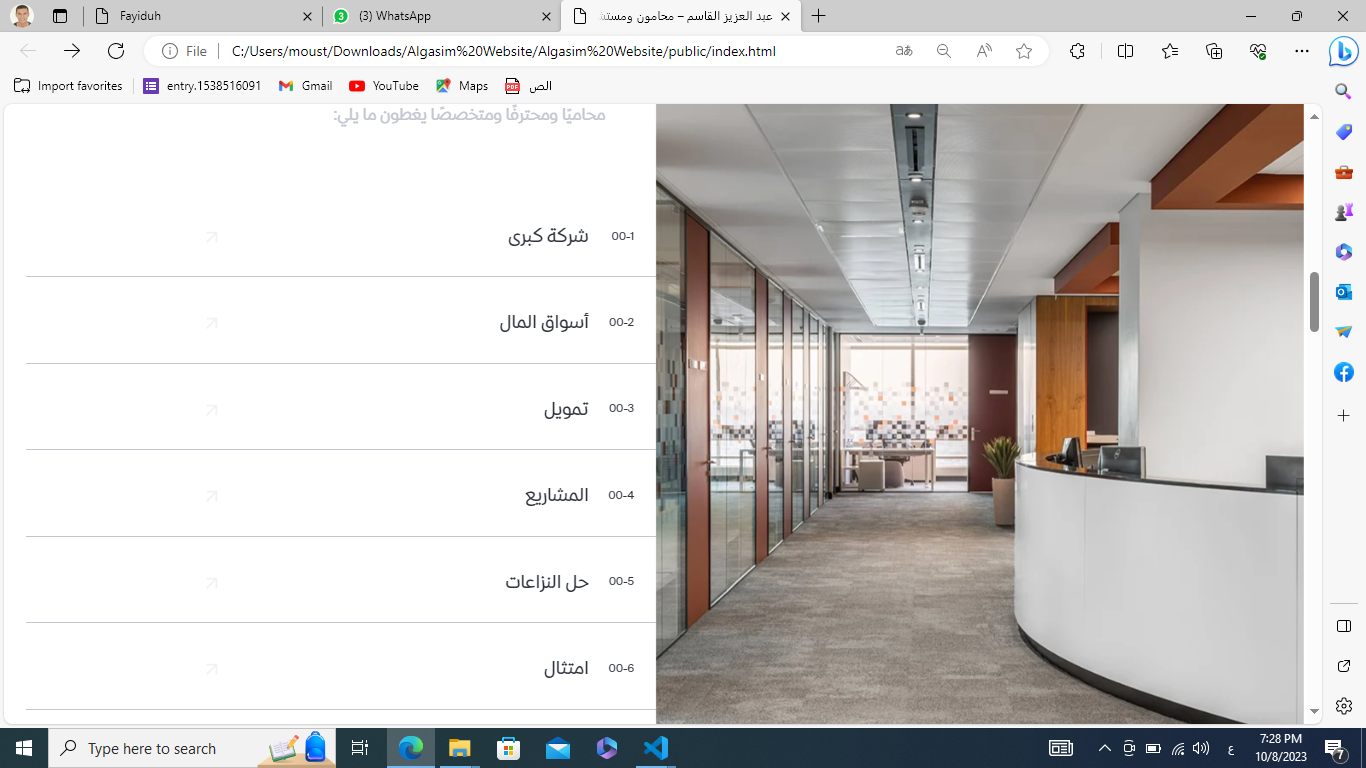 Fayiduh
(3) WhatsApp
عبد العزيز القاسم – محامون ومستش
File
C:/Users/moust/Downloads/Algasim%20Website/Algasim%20Website/public/index.html
Import favorites
entry.1538516091
Gmail
YouTube
Maps
الص
محاميًا ومحترفًا ومتخصصًا يغطون ما يلي:
00-1 شركة كبرى
00-2 أسواق المال
00-3 تمويل
00-4 المشاريع
00-5 حل النزاعات
00-6 امتثال
Type here to search
ع
7:28 PM
10/8/2023
7